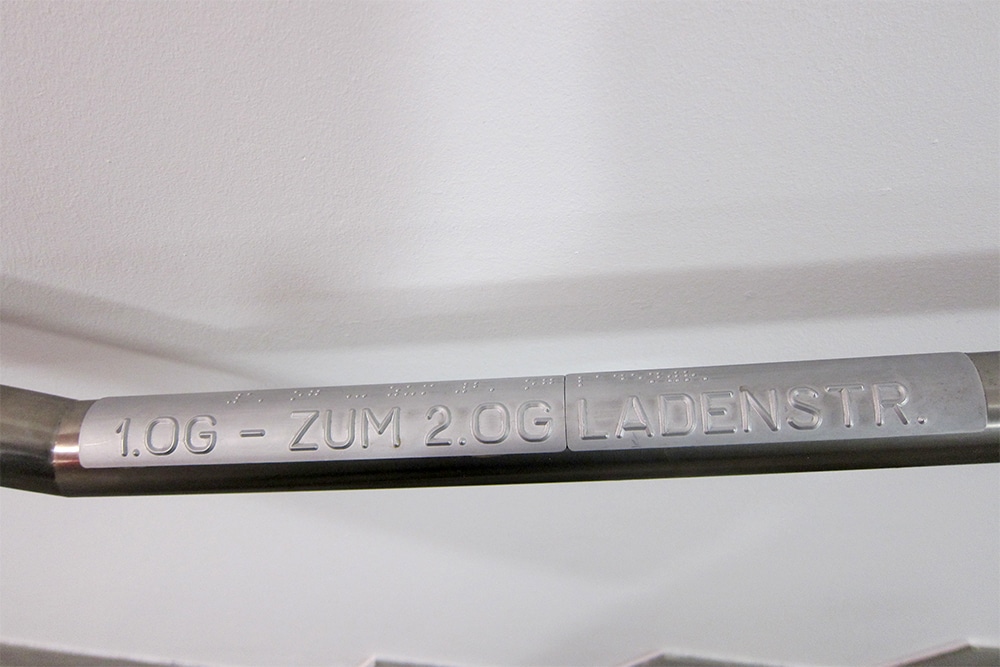 1.OG - ZUM 2.OG LADENSTR.